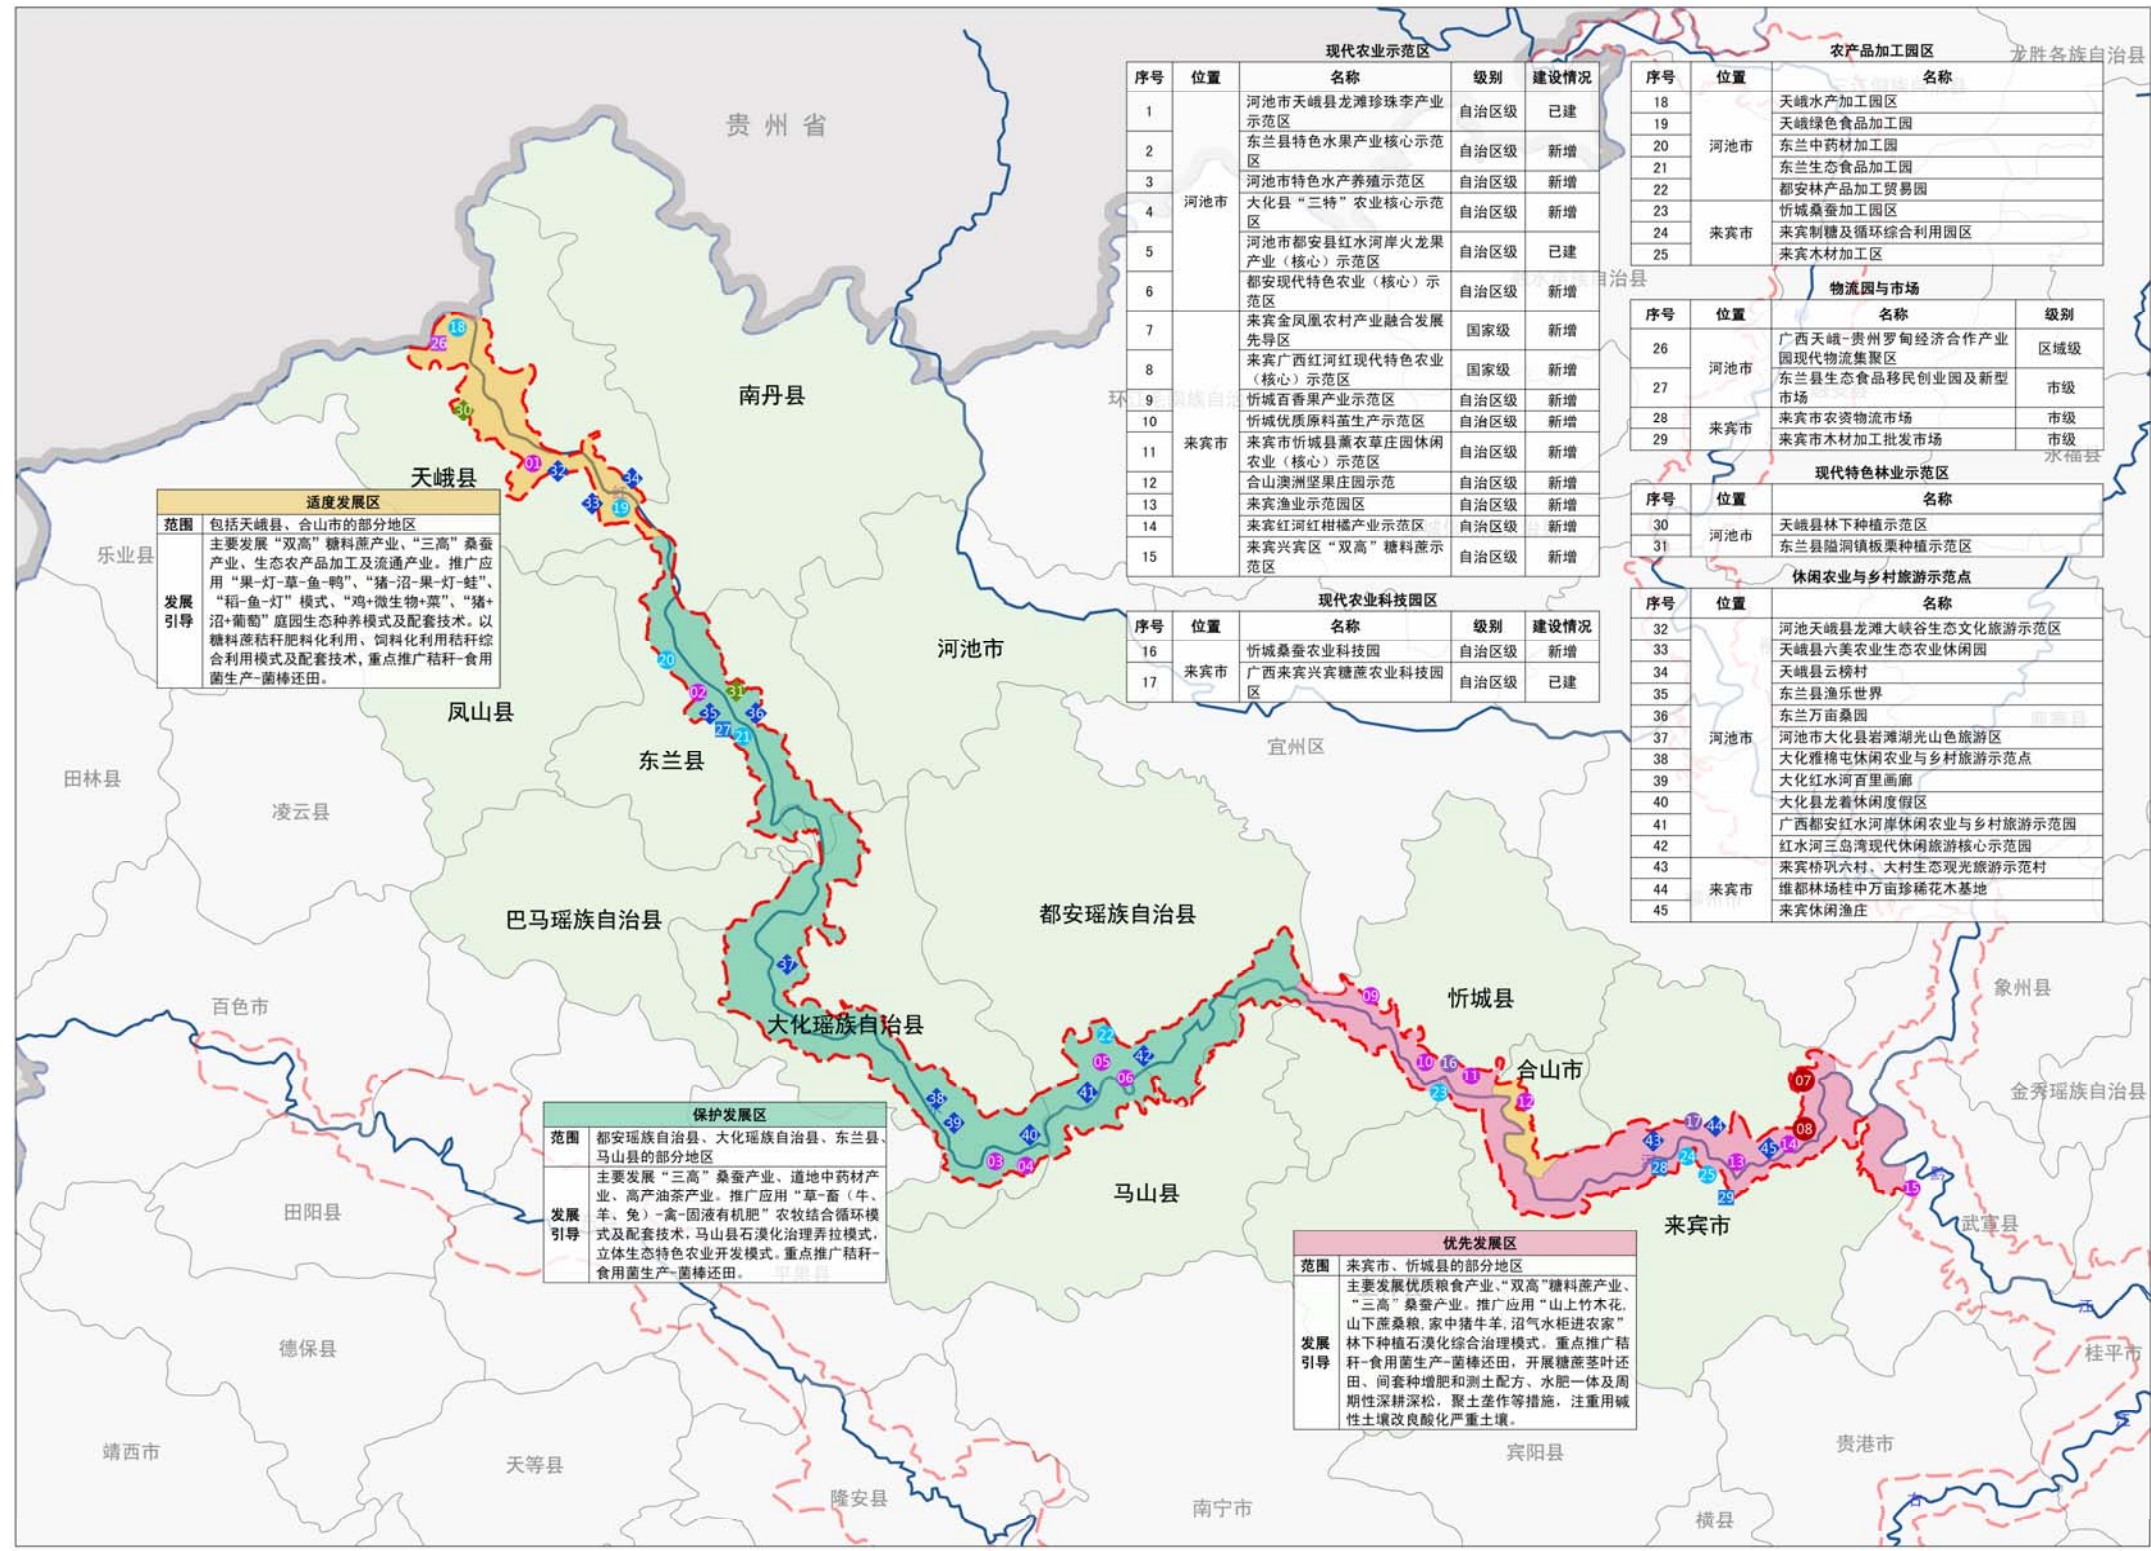 现代农业示范区
序号 位置 名称 级别 建设情况
1 河池市天峨县龙滩珍珠李产业
示范区 自治区级 已建
2 东兰县特色水果产业核心示范
区 自治区级 新增
3 河池市特色水产养殖示范区 自治区级 新增
河池市
4 大化县“三特”农业核心示范
区 自治区级 新增
5 河池市都安县红水河岸火龙果
产业（核心）示范区 自治区级 已建
6 都安现代特色农业（核心）示
范区 自治区级 新增
7 来宾金凤凰农村产业融合发展
先导区 国家级 新增
8 来宾广西红河红现代特色农业
（核心）示范区 国家级 新增
9 忻城百香果产业示范区 自治区级 新增
10 忻城优质原料茧生产示范区 自治区级 新增
来宾市
11 来宾市忻城县薰衣草庄园休闲
农业（核心）示范区 自治区级 新增
12 合山澳洲坚果庄园示范 自治区级 新增
13 来宾渔业示范园区 自治区级 新增
14 来宾红河红柑橘产业示范区 自治区级 新增
15 来宾兴宾区“双高”糖料蔗示
范区 自治区级 新增
现代农业科技园区
序号 位置 名称 级别 建设情况
16 忻城桑蚕农业科技园 自治区级 新增
来宾市
17 广西来宾兴宾糖蔗农业科技园
区 自治区级 已建
农产品加工园区
序号 位置 名称
18 天峨水产加工园区
19 天峨绿色食品加工园
20 河池市 东兰中药材加工园
21 东兰生态食品加工园
22 都安林产品加工贸易园
23 忻城桑蚕加工园区
24 来宾市 来宾制糖及循环综合利用园区
25 来宾木材加工区
物流园与市场
序号 位置 名称 级别
26 广西天峨-贵州罗甸经济合作产业
园现代物流集聚区 区域级
河池市
27 东兰县生态食品移民创业园及新型
市场 市级
28 来宾市农资物流市场 市级
来宾市
29 来宾市木材加工批发市场 市级
现代特色林业示范区
序号 位置 名称
30 天峨县林下种植示范区
河池市
31 东兰县隘洞镇板栗种植示范区
休闲农业与乡村旅游示范点
序号 位置 名称
32 河池天峨县龙滩大峡谷生态文化旅游示范区
33 天峨县六美农业生态农业休闲园
34 天峨县云榜村
35 东兰县渔乐世界
36 东兰万亩桑园
37 河池市 河池市大化县岩滩湖光山色旅游区
38 大化雅棉屯休闲农业与乡村旅游示范点
39 大化红水河百里画廊
40 大化县龙着休闲度假区
41 广西都安红水河岸休闲农业与乡村旅游示范园
42 红水河三岛湾现代休闲旅游核心示范园
43 来宾桥巩六村、大村生态观光旅游示范村
44 来宾市 维都林场桂中万亩珍稀花木基地
45 来宾休闲渔庄
适度发展区
范围 包括天峨县、合山市的部分地区
发展
引导
主要发展“双高”糖料蔗产业、“三高”桑蚕
产业、生态农产品加工及流通产业。推广应
用“果-灯-草-鱼-鸭”、“猪-沼-果-灯-蛙”、
“稻-鱼-灯”模式、“鸡+微生物+菜”、“猪+
沼+葡萄”庭园生态种养模式及配套技术。以
糖料蔗秸秆肥料化利用、饲料化利用秸秆综
合利用模式及配套技术，重点推广秸秆-食用
菌生产-菌棒还田。
保护发展区
范围 都安瑶族自治县、大化瑶族自治县、东兰县、
马山县的部分地区
发展
引导
主要发展“三高”桑蚕产业、道地中药材产
业、高产油茶产业。推广应用“草-畜（牛、
羊、兔）-禽-固液有机肥”农牧结合循环模
式及配套技术，马山县石漠化治理弄拉模式，
立体生态特色农业开发模式。重点推广秸秆-
食用菌生产-菌棒还田。
优先发展区
范围 来宾市、忻城县的部分地区
发展
引导
主要发展优质粮食产业、“双高”糖料蔗产业、
“三高”桑蚕产业。推广应用“山上竹木花，
山下蔗桑粮，家中猪牛羊，沼气水柜进农家”
林下种植石漠化综合治理模式。重点推广秸
秆-食用菌生产-菌棒还田，开展糖蔗茎叶还
田、间套种增肥和测土配方、水肥一体及周
期性深耕深松，聚土垄作等措施，注重用碱
性土壤改良酸化严重土壤。
贵州省
龙胜各族自治县
永福县
南丹县
天峨县
乐业县
凤山县
河池市
东兰县
宜州区
田林县
凌云县
巴马瑶族自治县
都安瑶族自治县
百色市
大化瑶族自治县
忻城县
合山市
象州县
金秀瑶族自治县
马山县
来宾市
武宣县
田阳县
平果县
德保县
桂平市
靖西市
天等县
隆安县
南宁市
宾阳县
贵港市
横县
黔
江
右
18
26
30
01
32
34
33
19
20
02
31
35
36
27
21
37
22
05
42
06
41
38
39
40
03
04
09
10
16
11
23
12
07
08
17
44
43
14
45
24
13
28
25
29
15